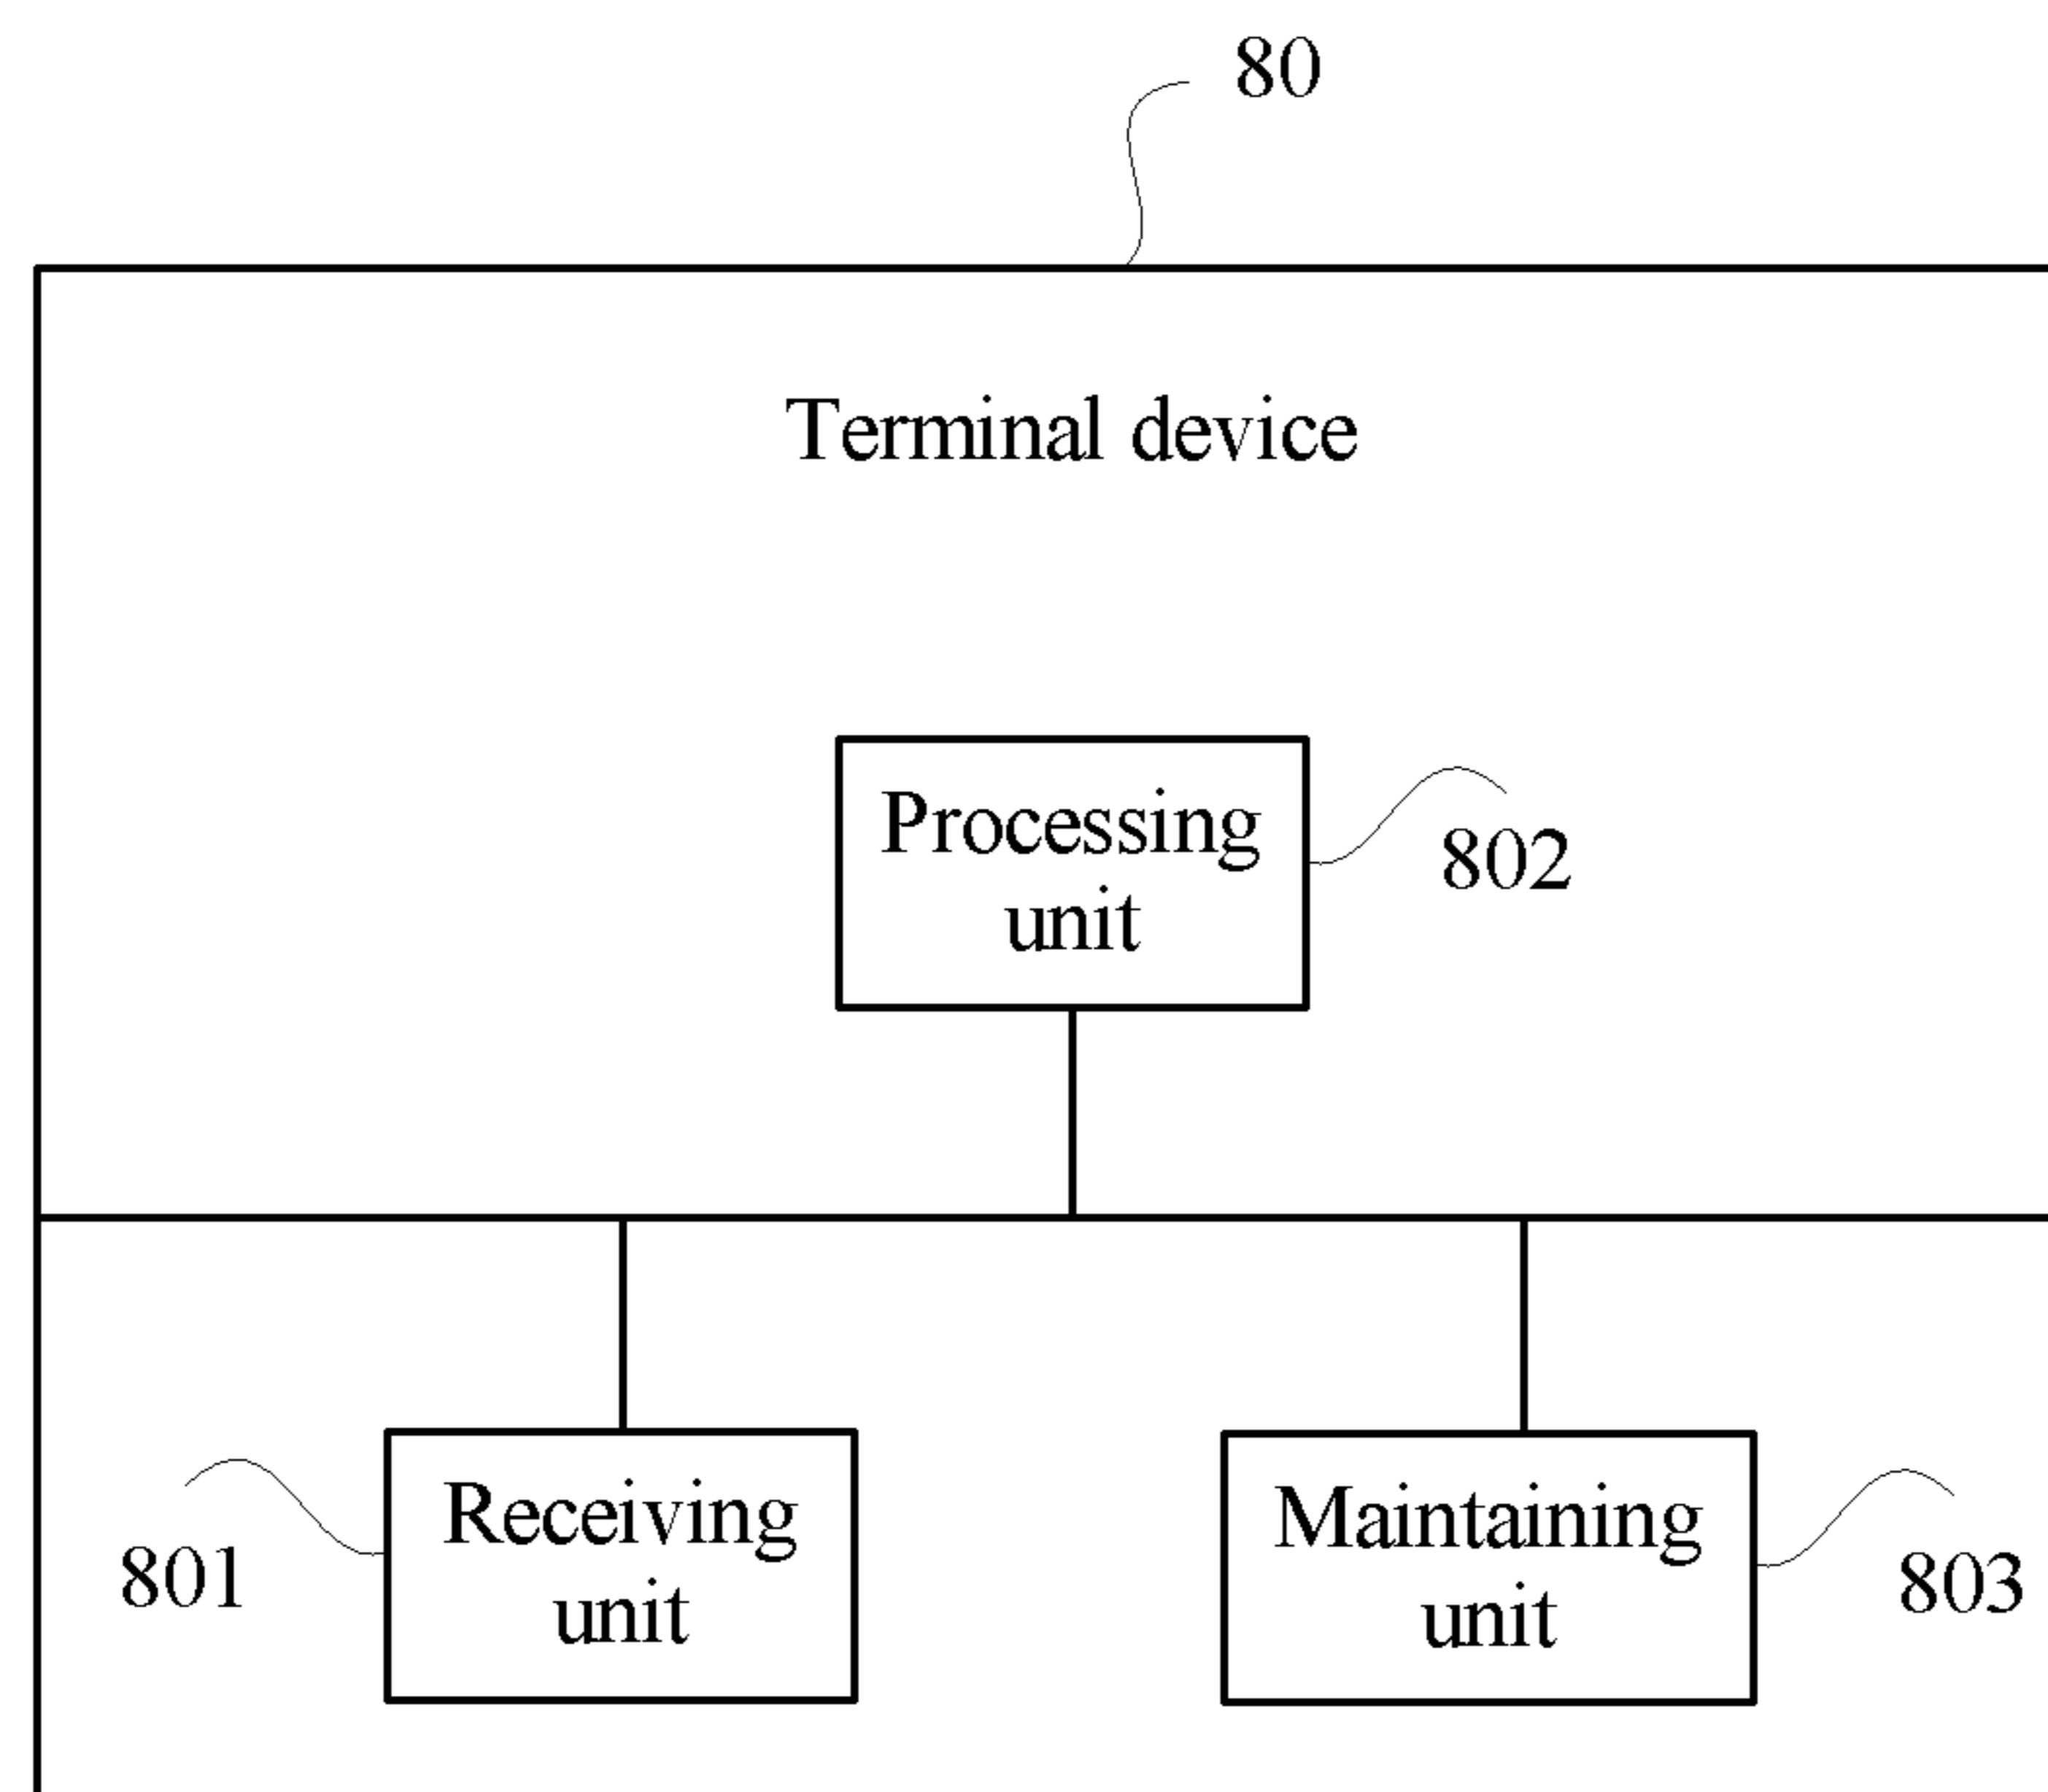 80
Terminal device
Processing
unit
802
Receiving
unit
801
Maintaining
unit
803